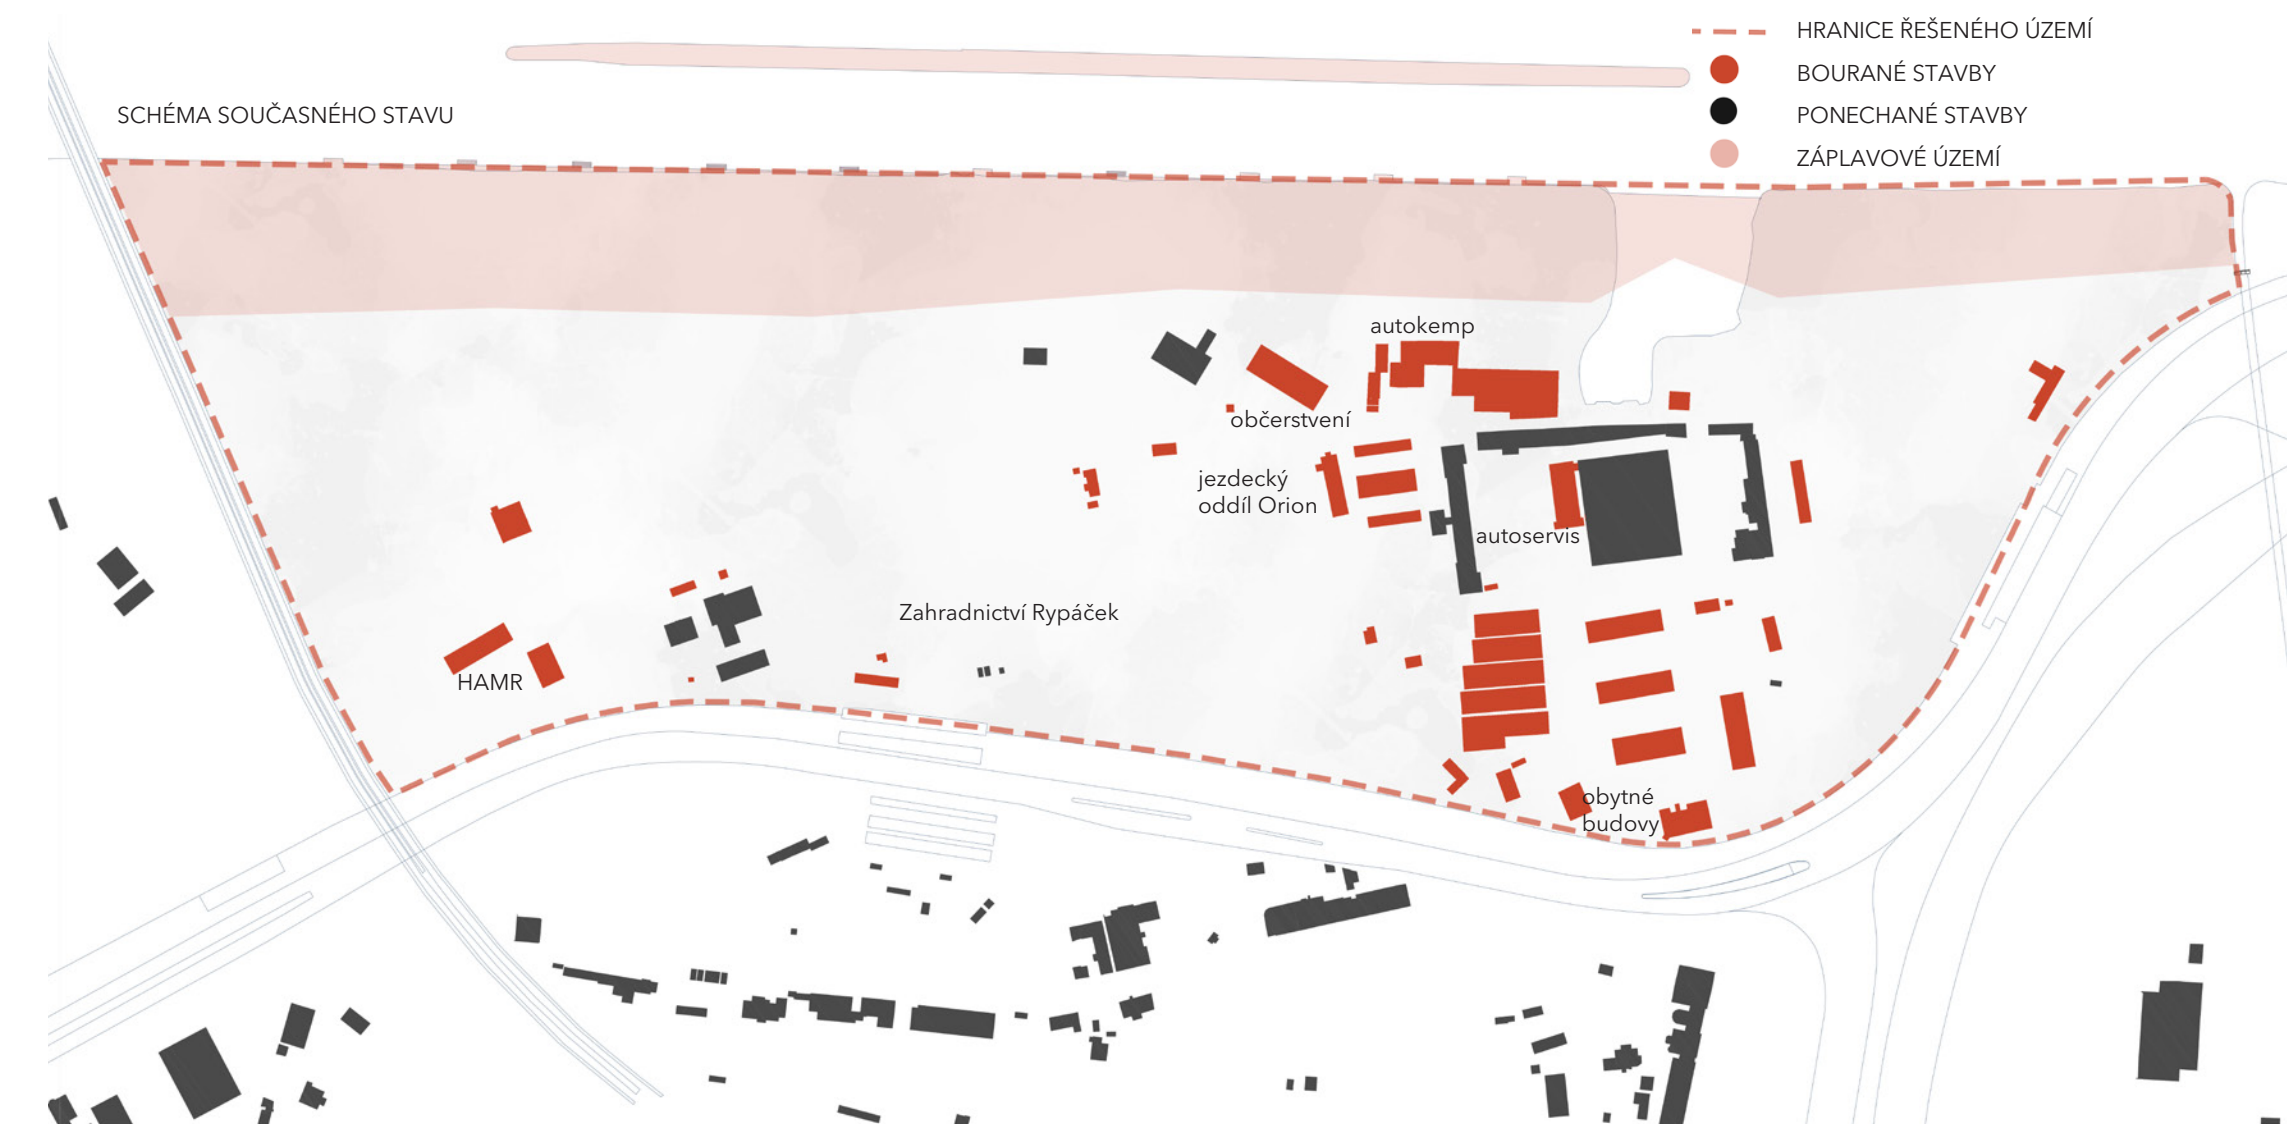 HRANICE ŘEŠENÉHO ÚZEMÍ
BOURANÉ STAVBY
PONECHANÉ STAVBY
ZÁPLAVOVÉ ÚZEMÍ
SCHÉMA SOUČASNÉHO STAVU
autokemp
občerstvení
jezdecký
oddíl Orion
autoservis
Zahradnictví Rypáček
HAMR
obytné
budovy